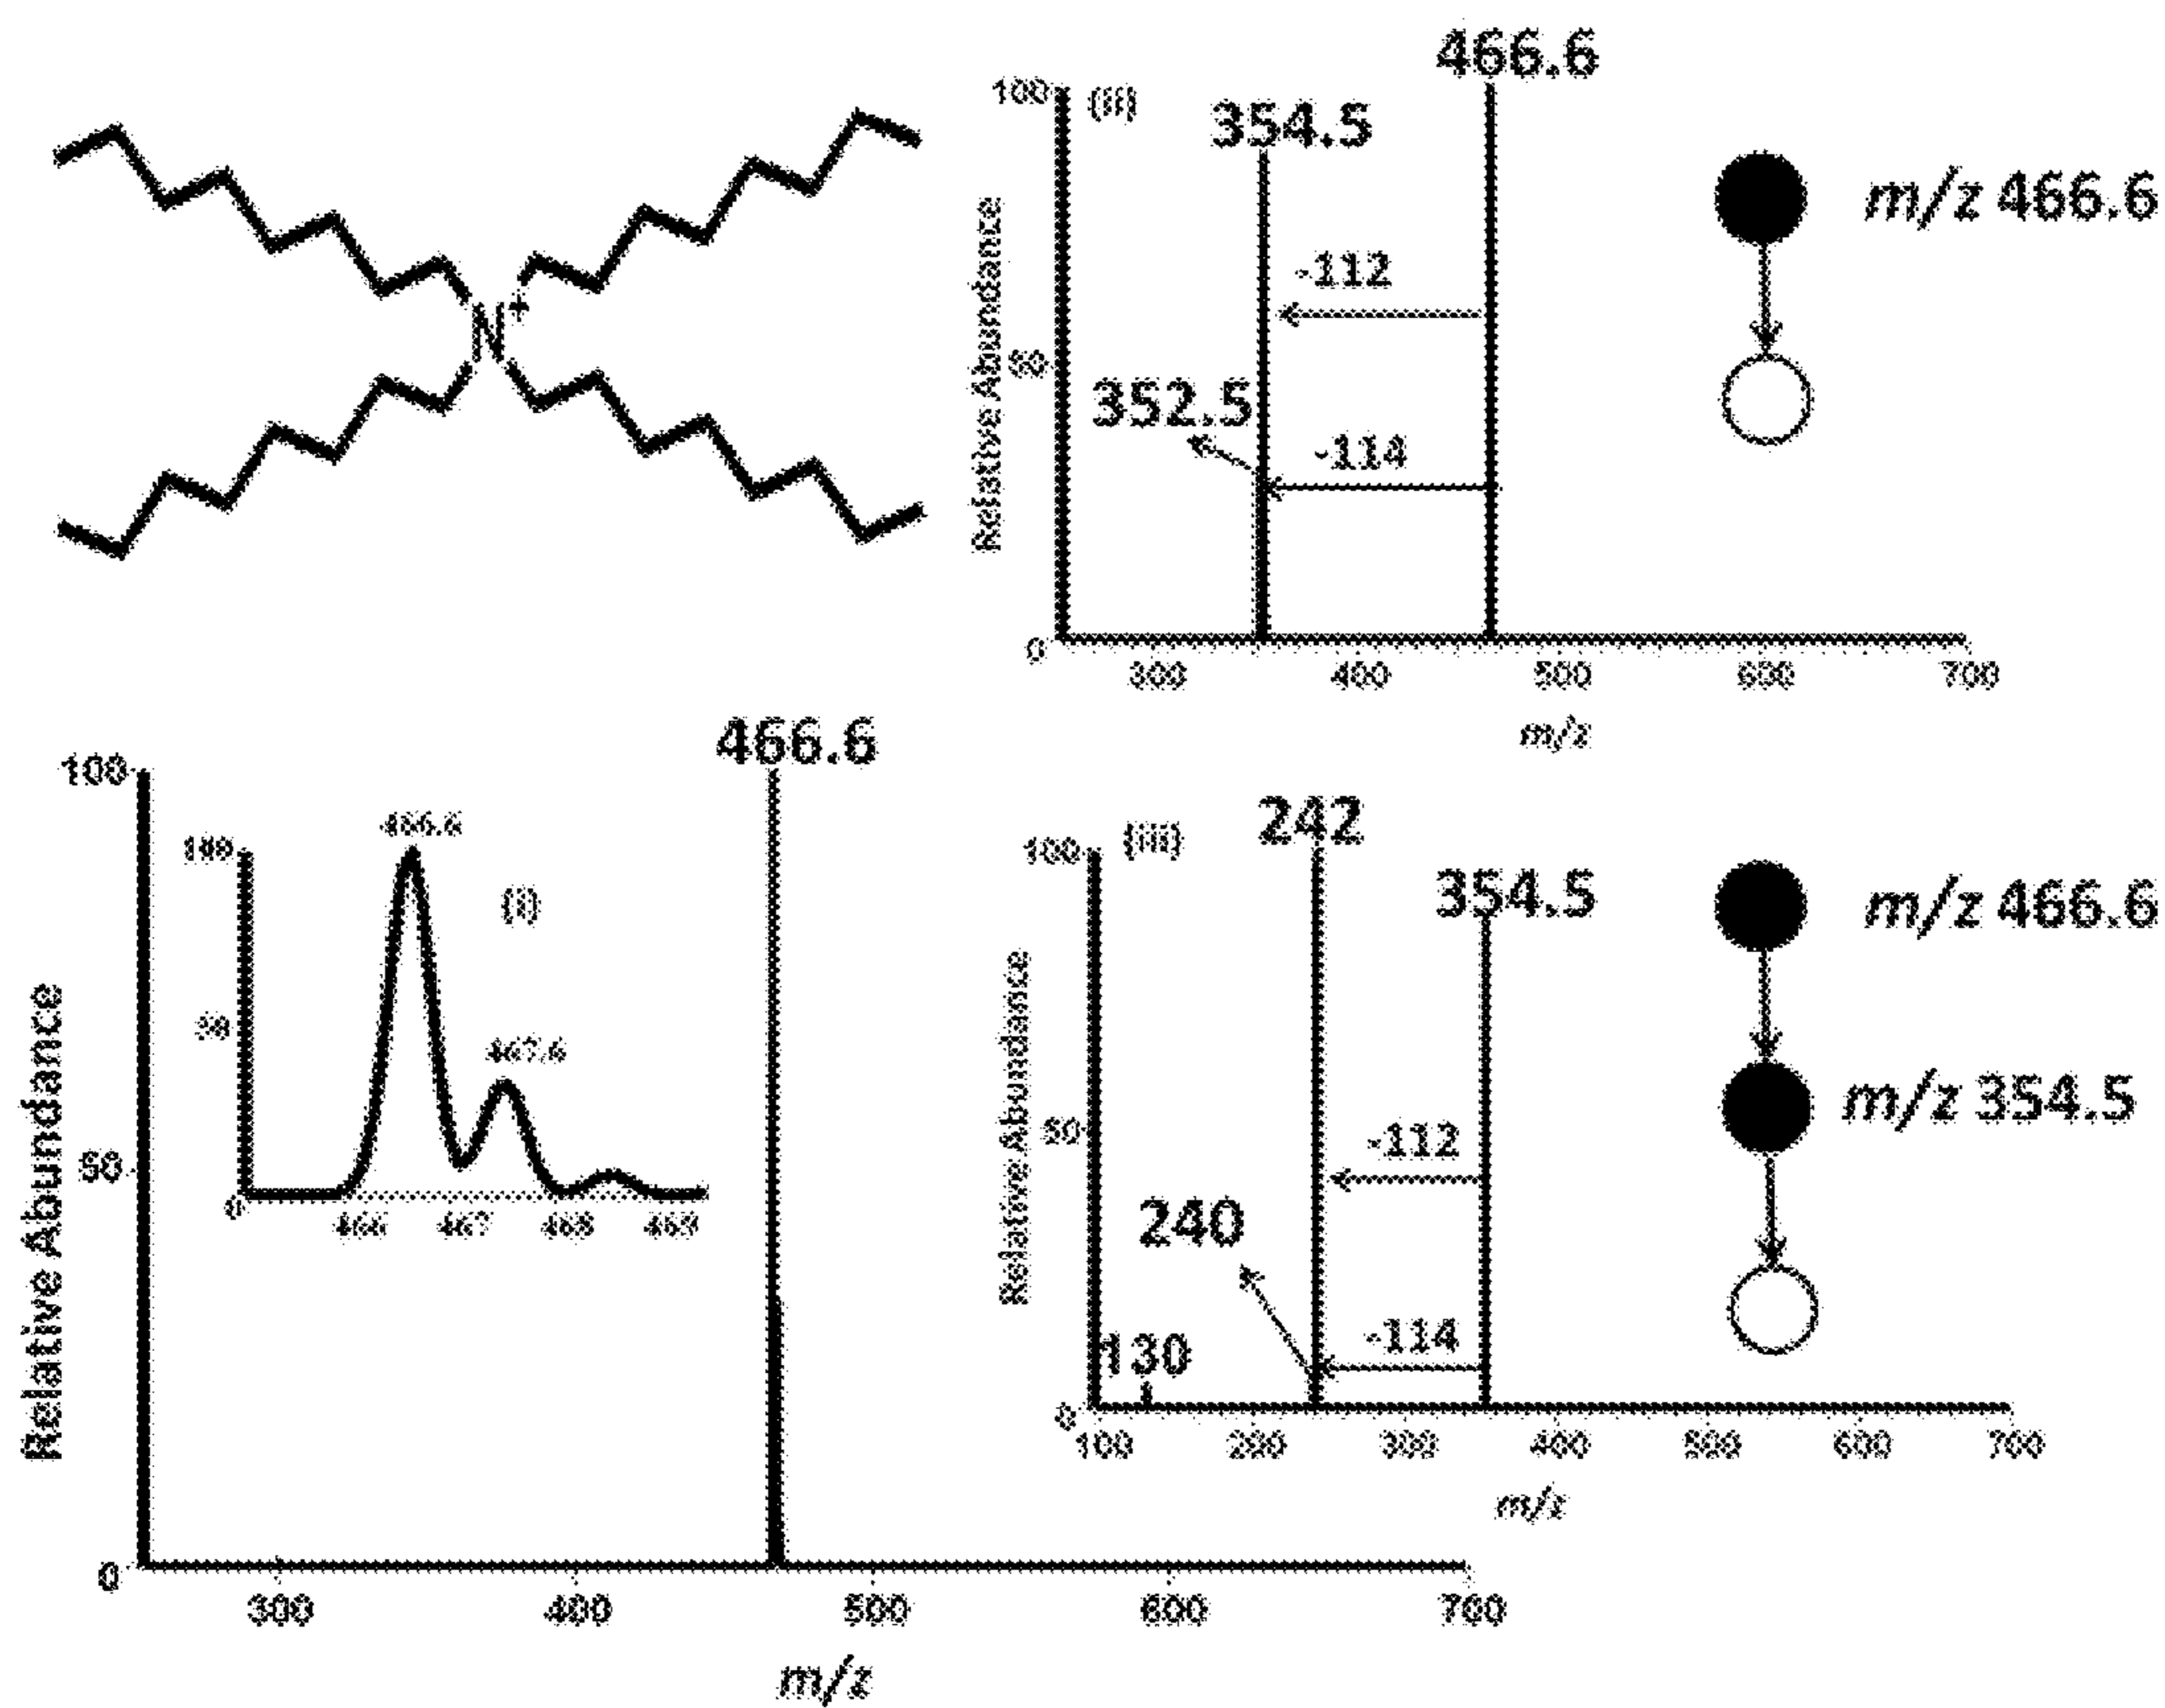 N+
466.6
100
(ii)
354.5
m/z 466.6
-112
50
352.5
-114
Relative Abundance
0
300 400 500 600 700
m/z
466.6
100
466.6
100
(i)
50
467.6
0
466 467 468 469
50
Relative Abundance
0
300 400 500 600 700
m/z
242
100
(iii)
354.5
m/z 466.6
m/z 354.5
50
-112
240
-114
130
Relative Abundance
0
100 200 300 400 500 600 700
m/z